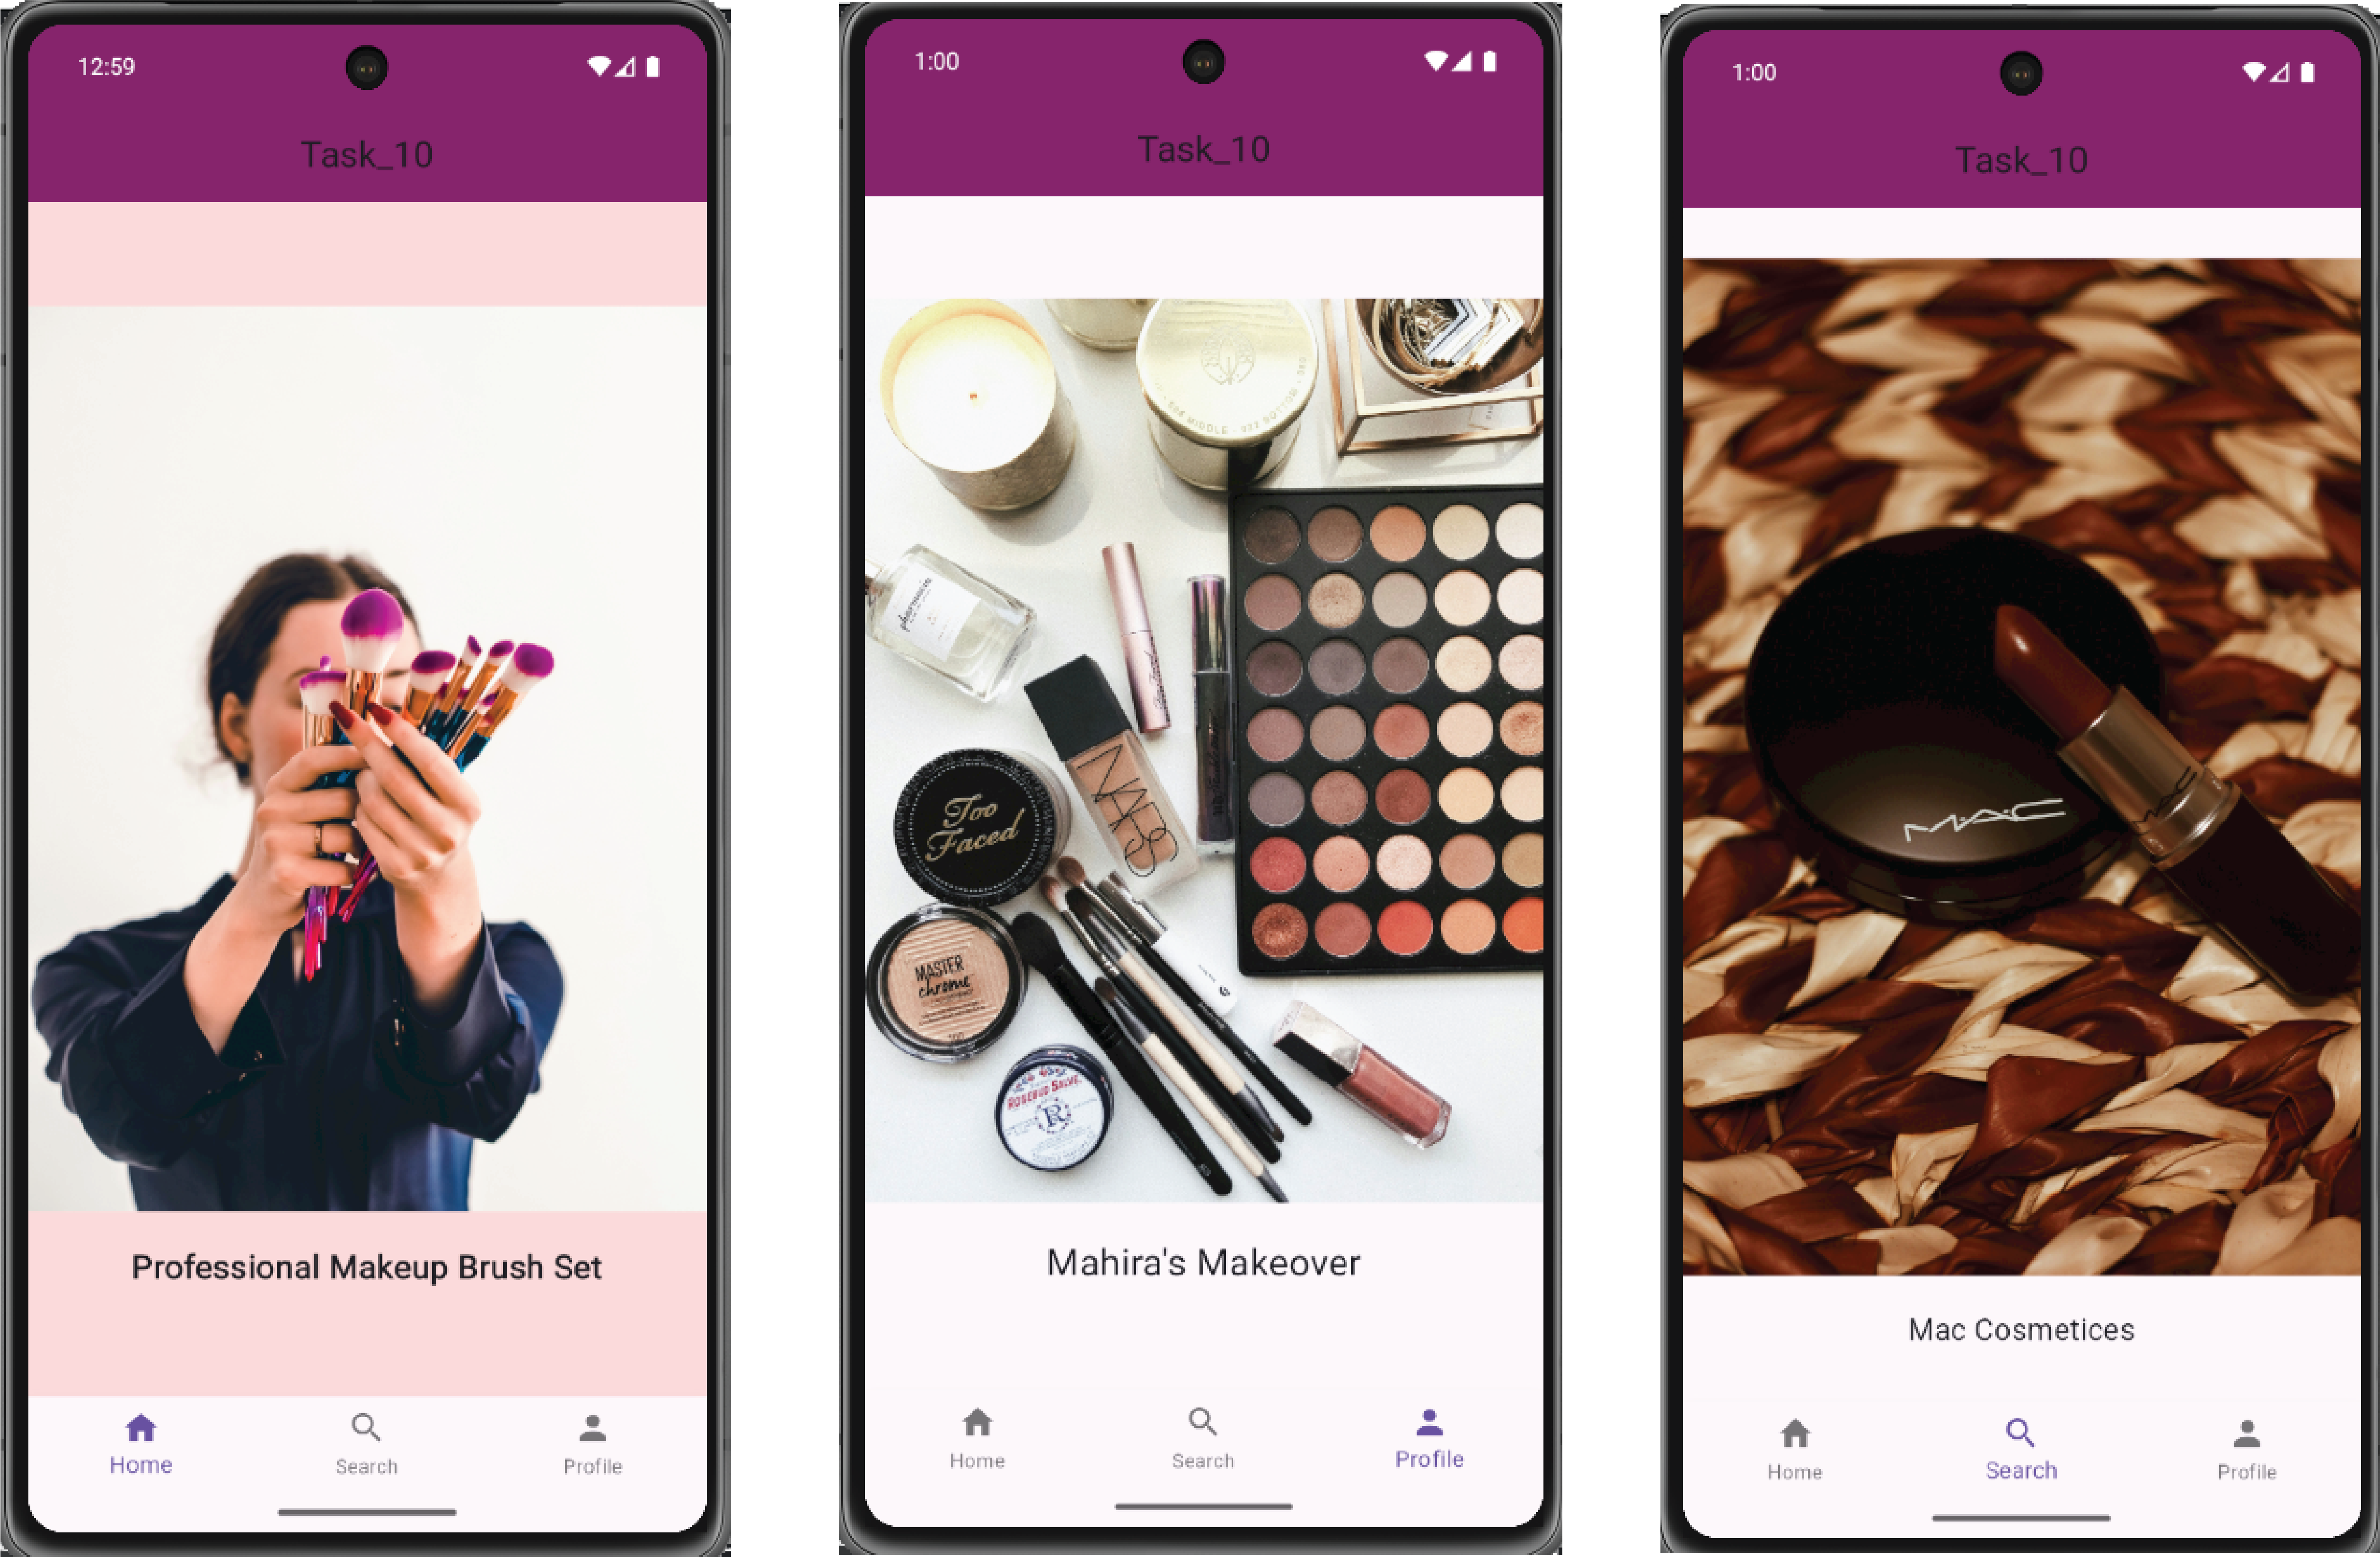 12:59
Task_10
Professional Makeup Brush Set
Home
Search
Profile
1:00
Task_10
NARS
Too
Faced
MASTER
chrome
ROSEBUD SALVE
R
Mahira's Makeover
Home
Search
Profile
1:00
Task_10
MAC
MAC
Mac Cosmetices
Home
Search
Profile